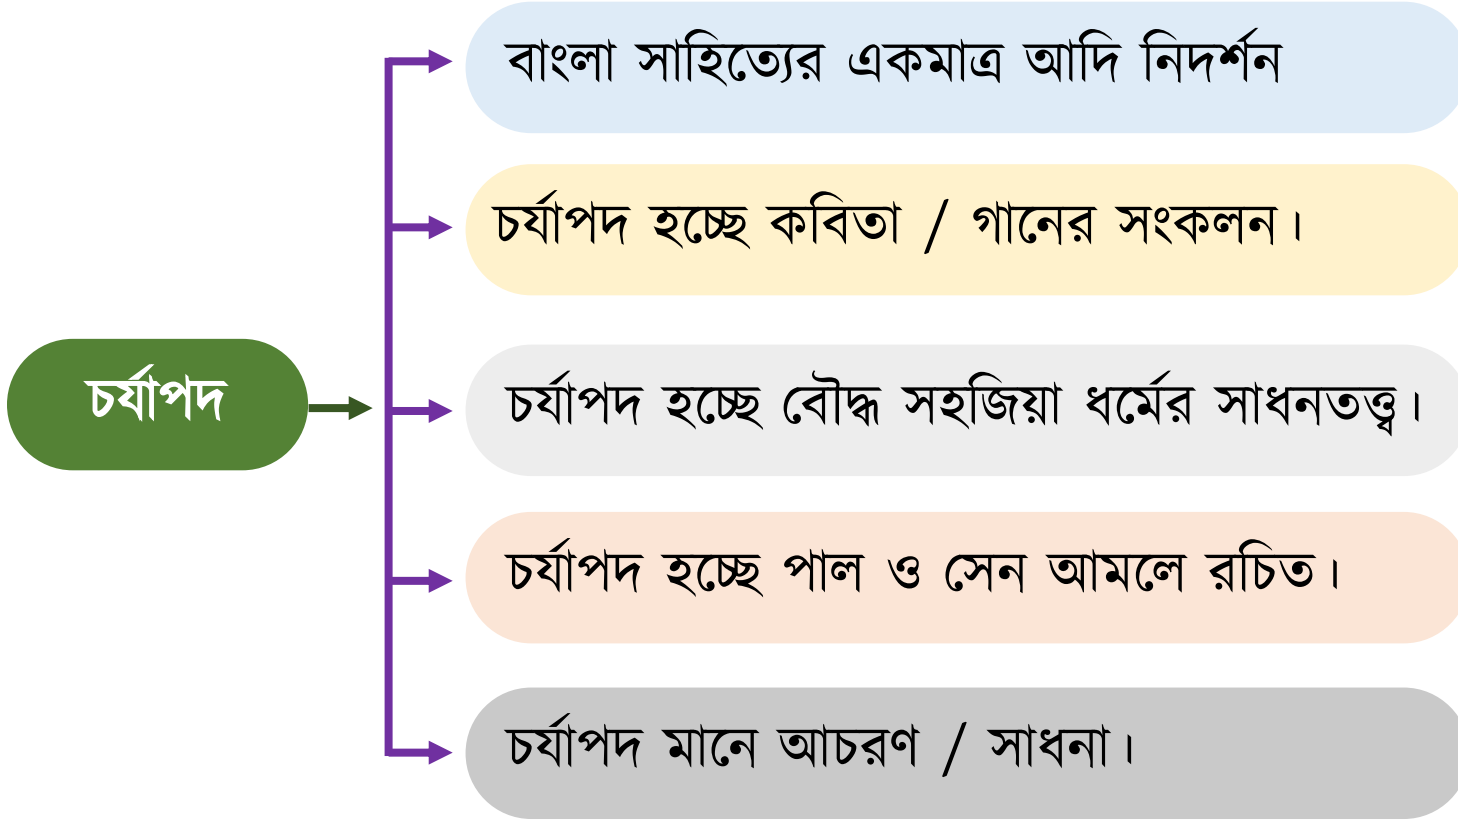 বাংলা সাহিত্যের একমাত্র আদি নিদর্শন
চর্যাপদ হচ্ছে কবিতা / গানের সংকলন।
চর্যাপদ
চর্যাপদ হচ্ছে বৌদ্ধ সহজিয়া ধর্মের সাধনতত্ত্ব।
চর্যাপদ হচ্ছে পাল ও সেন আমলে রচিত।
চর্যাপদ মানে আচরণ / সাধনা।